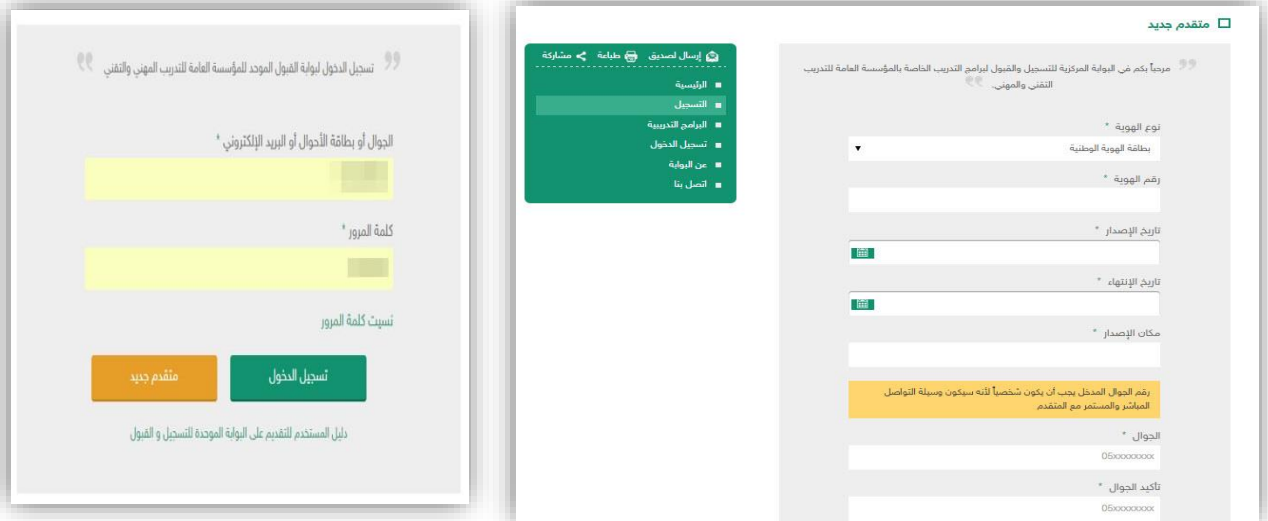 متقدم جديد
إرسال لصديق
طباعة
مشاركة
الرئيسية
التسجيل
البرامج التدريبية
تسجيل الدخول
عن البوابة
اتصل بنا
مرحباً بكم في البوابة المركزية للتسجيل والقبول لبرامج التدريب الخاصة بالمؤسسة العامة للتدريب
التقني والمهني.
نوع الهوية *
بطاقة الهوية الوطنية
رقم الهوية *
تاريخ الإصدار *
تاريخ الإنتهاء *
مكان الإصدار *
رقم الجوال المدخل يجب أن يكون شخصياً لأنه سيكون وسيلة التواصل
المباشر والمستمر مع المتقدم
الجوال *
05xxxxxxxx
تأكيد الجوال *
05xxxxxxxx
تسجيل الدخول لبوابة القبول الموحد للمؤسسة العامة للتدريب المهني والتقني
الجوال أو بطاقة الأحوال أو البريد الإلكتروني *
كلمة المرور *
نسيت كلمة المرور
تسجيل الدخول
متقدم جديد
دليل المستخدم للتقديم على البوابة الموحدة للتسجيل و القبول